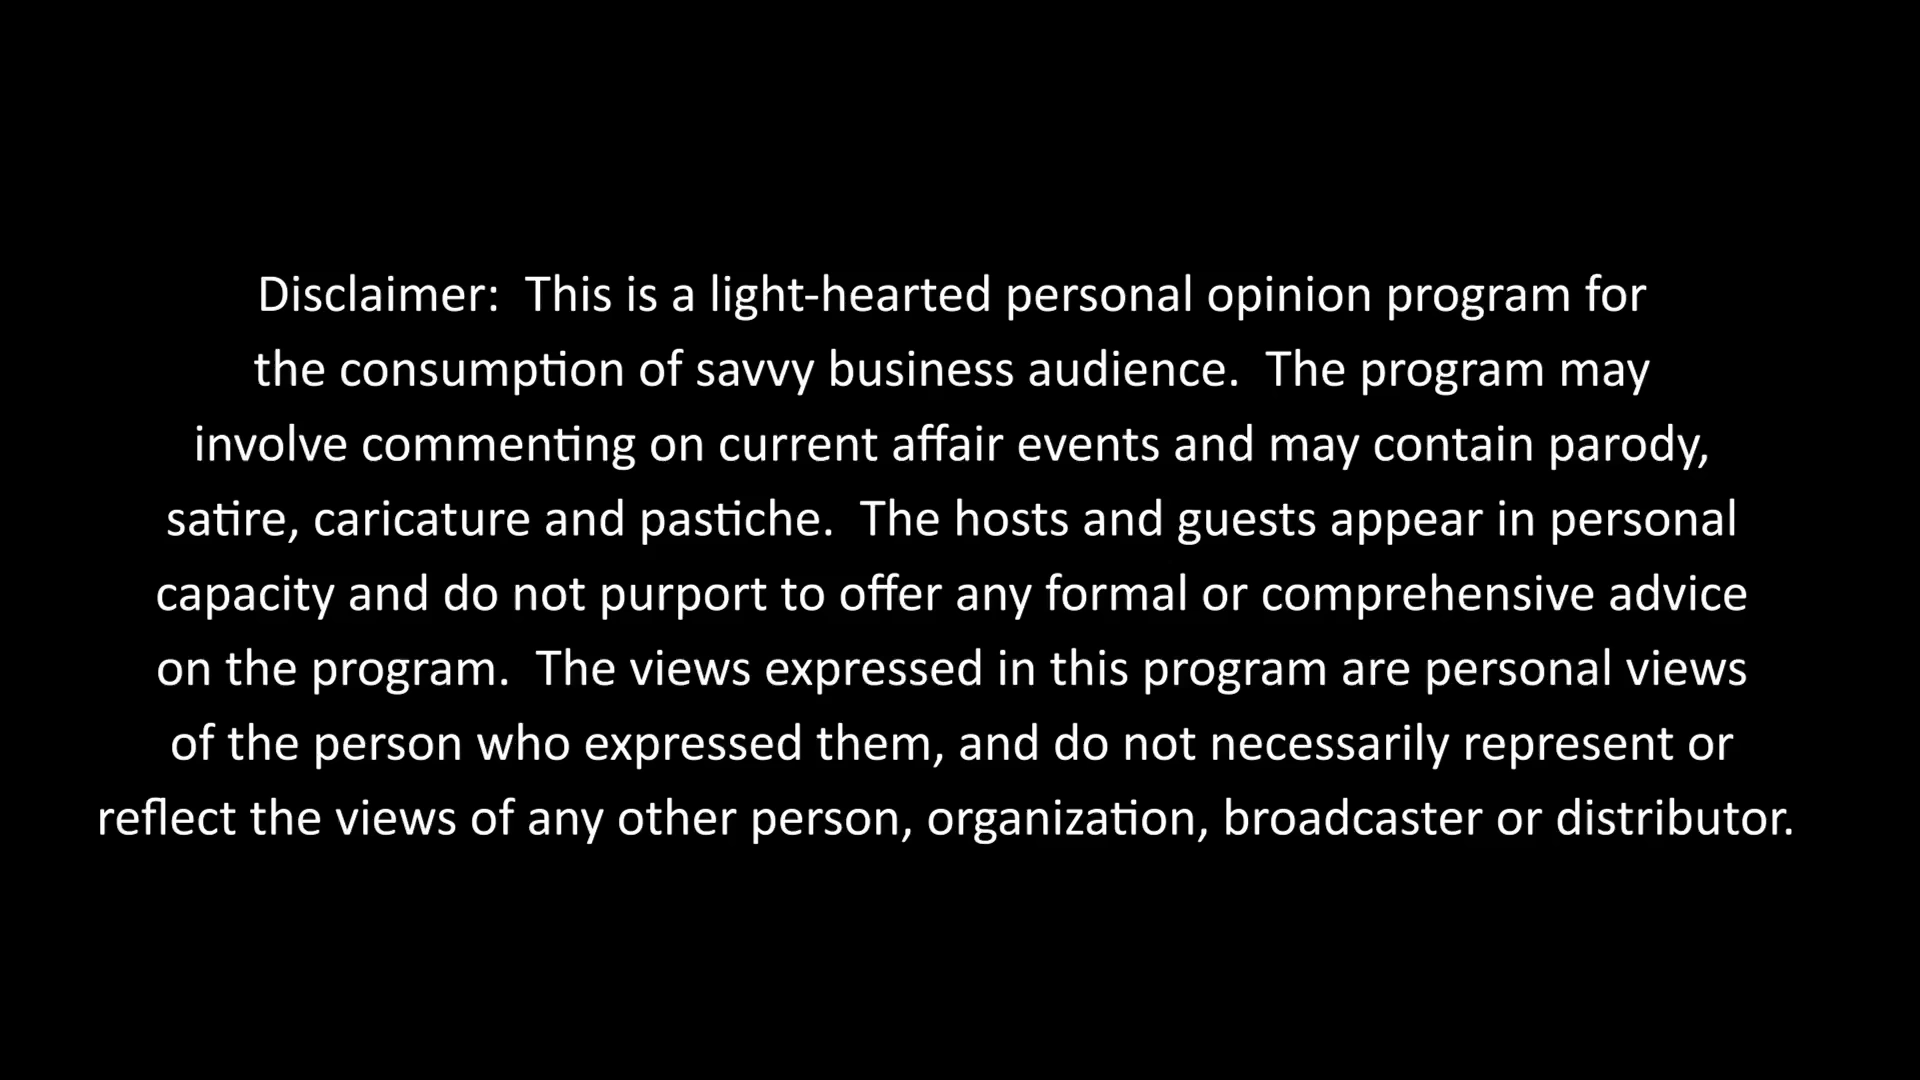 Disclaimer:  This is a light-hearted personal opinion program for
the consumption of savvy business audience.  The program may
involve commenting on current affair events and may contain parody,
satire, caricature and pastiche.  The hosts and guests appear in personal
capacity and do not purport to offer any formal or comprehensive advice
on the program.  The views expressed in this program are personal views
of the person who expressed them, and do not necessarily represent or
reflect the views of any other person, organization, broadcaster or distributor.